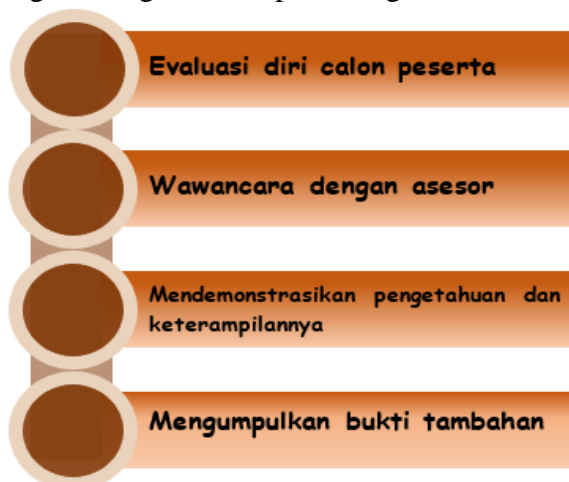 Evaluasi diri calon peserta
Wawancara dengan asesor
Mendemonstrasikan pengetahuan dan
keterampilannya
Mengumpulkan bukti tambahan